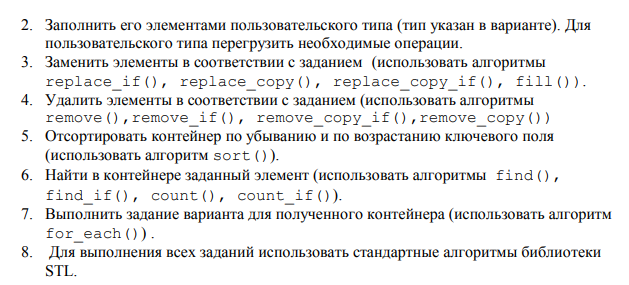 2. Заполнить его элементами пользовательского типа (тип указан в варианте). Для
пользовательского типа перегрузить необходимые операции.
3. Заменить элементы в соответствии с заданием (использовать алгоритмы
replace_if(), replace_copy(), replace_copy_if(), fill()).
4. Удалить элементы в соответствии с заданием (использовать алгоритмы
remove(),remove_if(), remove_copy_if(),remove_copy())
5. Отсортировать контейнер по убыванию и по возрастанию ключевого поля
(использовать алгоритм sort()).
6. Найти в контейнере заданный элемент (использовать алгоритмы find(),
find_if(), count(), count_if()).
7. Выполнить задание варианта для полученного контейнера (использовать алгоритм
for_each()).
8. Для выполнения всех заданий использовать стандартные алгоритмы библиотеки
STL.